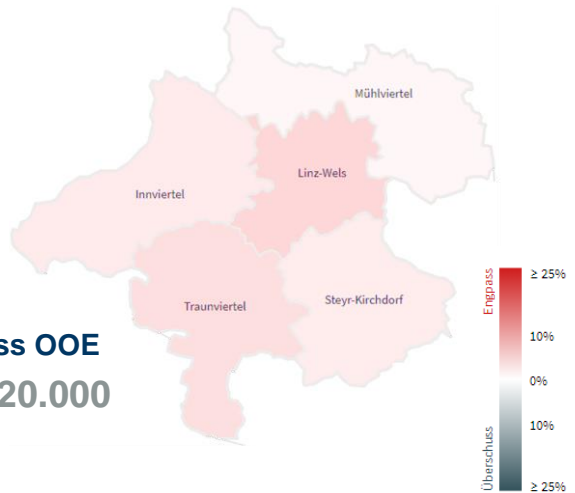 Mühlviertel
Linz-Wels
Innviertel
Traunviertel
Steyr-Kirchdorf
ss OOE
20.000
Engpass
Überschuss
≥ 25%
10%
0%
10%
≥ 25%